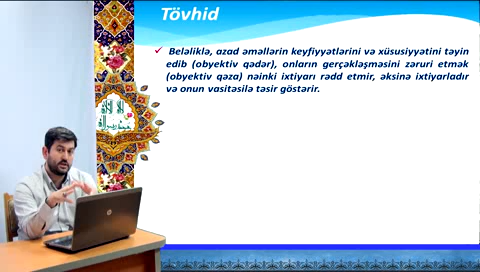 Tövhid
Beləliklə, azad əməllərin keyfiyyətlərini və xüsusiyyətini təyin
edib (obyektiv qədər), onların gerçəkləşməsini zəruri etmək
(obyektiv qəza) nəinki ixtiyarı rədd etmir, əksinə ixtiyarladır
və onun vasitəsilə təsir göstərir.
hp